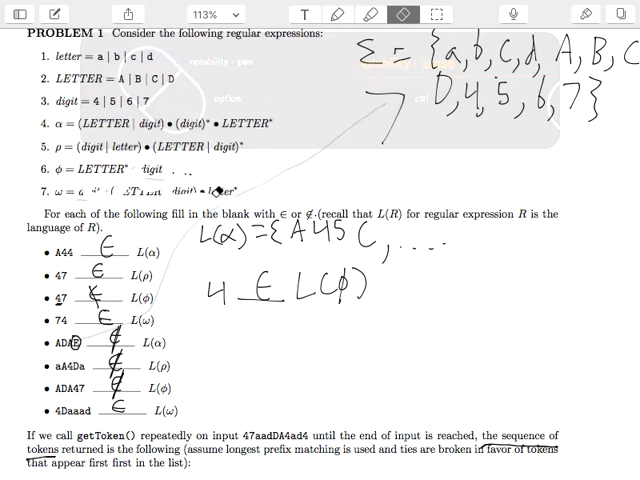 113%
PROBLEM 1 Consider the following regular expressions:
Σ = {a, b, c, d, A, B, C
D, 4, 5, 6, 7}
1. letter = a | b | c | d
2. LETTER = A | B | C | D
3. digit = 4 | 5 | 6 | 7
4. α = (LETTER | digit) • (digit)* • LETTER*
5. ρ = (digit | letter) • (LETTER | digit)*
6. φ = LETTER* digit
7. ω =
For each of the following fill in the blank with ∈ or ∉ (recall that L(R) for regular expression R is the
language of R).
L(α) = { A45C, ....
4 ∈ L(φ)
• A44 ∈ L(α)
• 47 ∈ L(ρ)
• 47 ∉ L(φ)
• 74 ∈ L(ω)
• ADAE ∉ L(α)
• aA4Da ∉ L(ρ)
• ADA47 ∉ L(φ)
• 4Daaad ∈ L(ω)
If we call getToken() repeatedly on input 47aadDA4ad4 until the end of input is reached, the sequence of
tokens returned is the following (assume longest prefix matching is used and ties are broken in favor of tokens
that appear first first in the list):